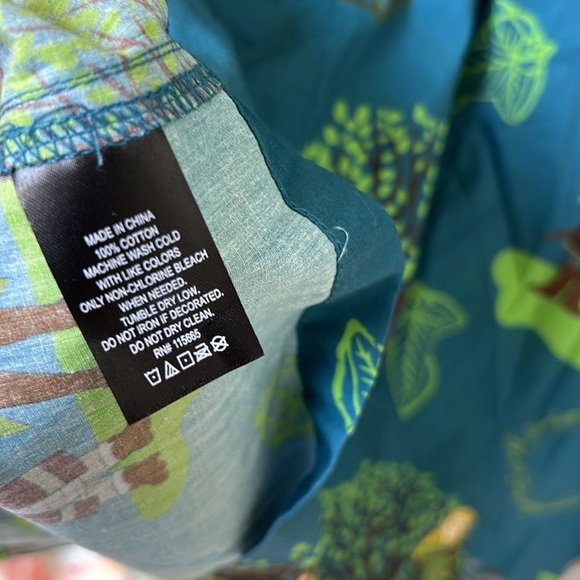 MADE IN CHINA
100% COTTON
MACHINE WASH COLD
WITH LIKE COLORS
ONLY NON-CHLORINE BLEACH
WHEN NEEDED.
TUMBLE DRY LOW.
DO NOT IRON IF DECORATED.
DO NOT DRY CLEAN.
RN# 115665